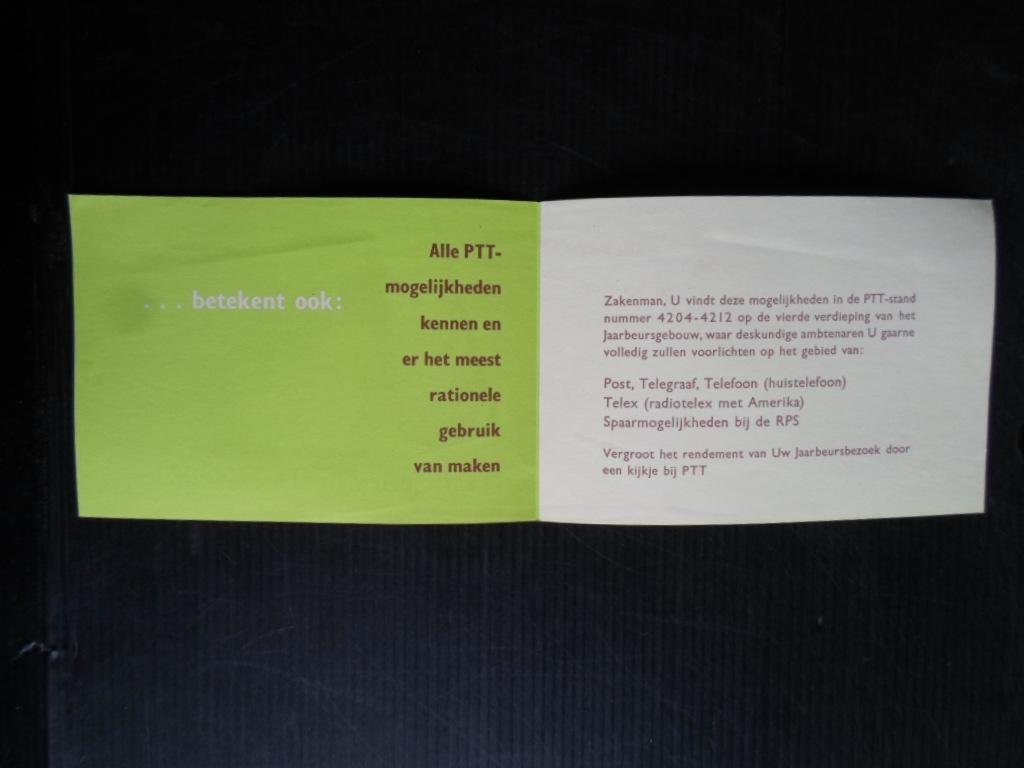 . . . betekent ook:
Alle PTT-
mogelijkheden
kennen en
er het meest
rationele
gebruik
van maken
Zakenman, U vindt deze mogelijkheden in de PTT-stand
nummer 4204-4212 op de vierde verdieping van het
Jaarbeursgebouw, waar deskundige ambtenaren U gaarne
volledig zullen voorlichten op het gebied van:
Post, Telegraaf, Telefoon (huistelefoon)
Telex (radiotelex met Amerika)
Spaarmogelijkheden bij de RPS
Vergroot het rendement van Uw Jaarbeursbezoek door
een kijkje bij PTT